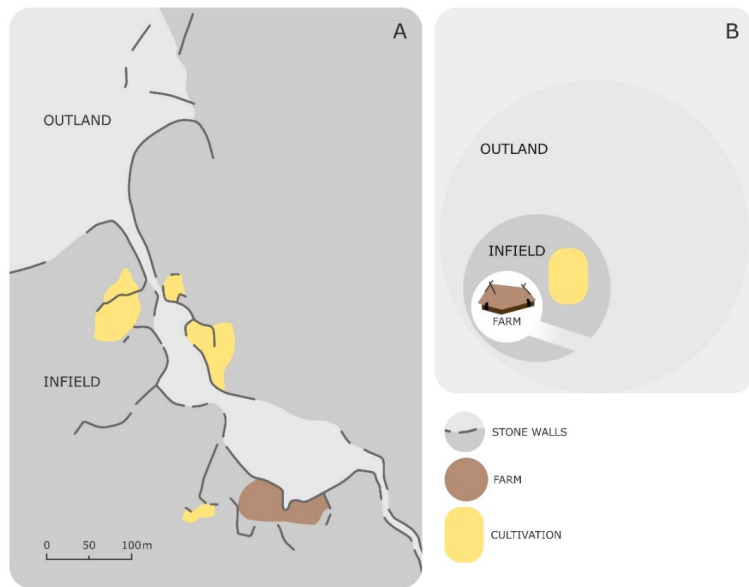 A
OUTLAND
INFIELD
0 50 100m
B
OUTLAND
INFIELD
FARM
STONE WALLS
FARM
CULTIVATION